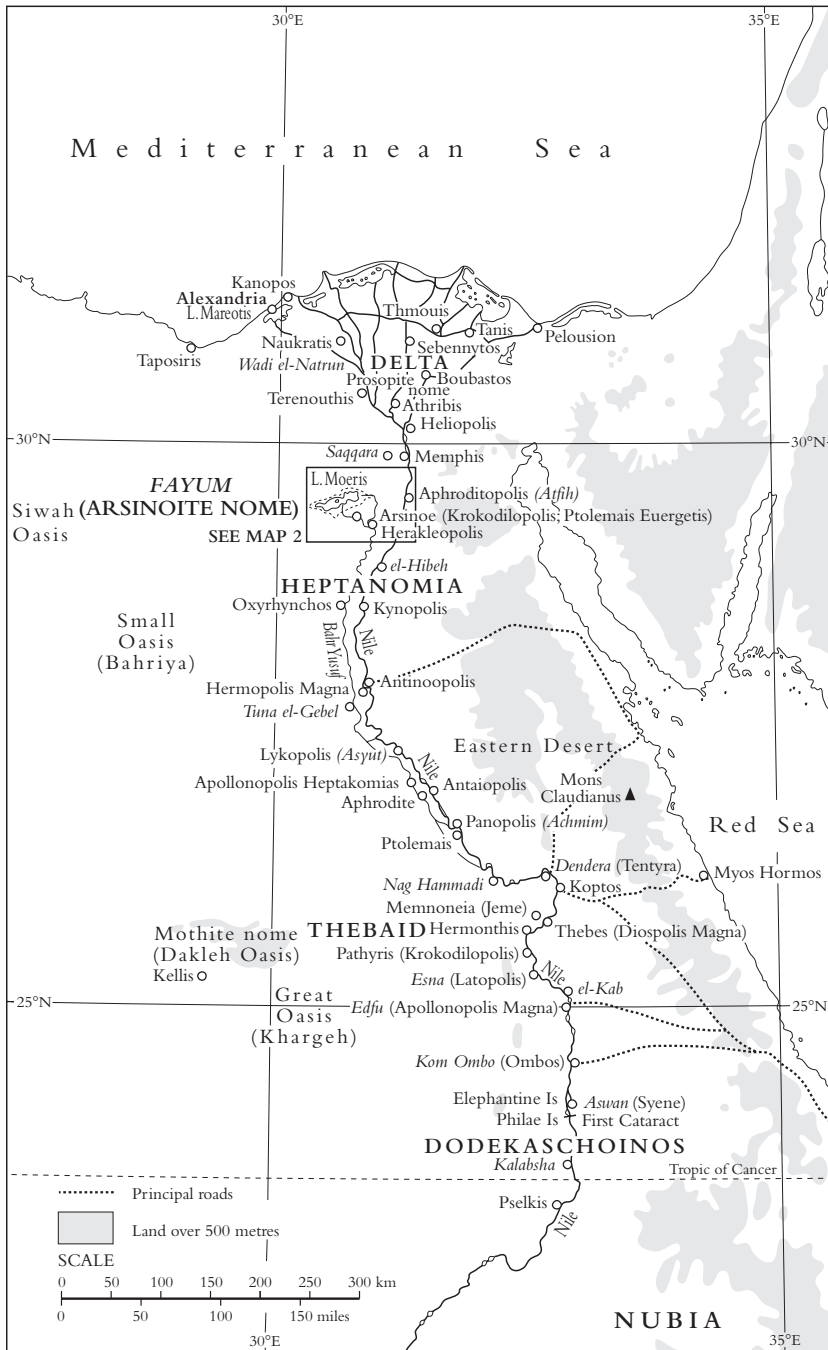 30°E
35°E
Mediterranean Sea
Kanopos
Alexandria
L. Mareotis
Thmouis
Tanis
Pelousion
Taposiris
Naukratis
Sebennytos
Wadi el-Natrun
DELTA
Prosopite
nome
Boubastos
Terenouthis
Athribis
Heliopolis
30°N
30°N
Saqqara
Memphis
L. Moeris
FAYUM
(ARSINOITE NOME)
SEE MAP 2
Aphroditopolis (Atfih)
Siwah
Oasis
Arsinoe (Krokodilopolis; Ptolemais Euergetis)
Herakleopolis
el-Hibeh
HEPTANOMIA
Oxyrhynchos
Kynopolis
Small
Oasis
(Bahriya)
Bahr Yusuf
Nile
Hermopolis Magna
Antinoopolis
Tuna el-Gebel
Lykopolis (Asyut)
Nile
Eastern Desert
Apollonopolis Heptakomias
Antaiopolis
Mons
Claudianus
Aphrodite
Panopolis (Achmim)
Red Sea
Ptolemais
Dendera (Tentyra)
Myos Hormos
Nag Hammadi
Koptos
Memnoneia (Jeme)
THEBAID
Hermonthis
Thebes (Diospolis Magna)
Mothite nome
(Dakleh Oasis)
Kellis
Pathyris (Krokodilopolis)
Esna (Latopolis)
Nile
el-Kab
25°N
25°N
Great
Oasis
(Khargeh)
Edfu (Apollonopolis Magna)
Kom Ombo (Ombos)
Elephantine Is
Aswan (Syene)
Philae Is
First Cataract
DODEKASCHOINOS
Kalabsha
Tropic of Cancer
Pselkis
Nile
Principal roads
Land over 500 metres
SCALE
0 50 100 150 200 250 300 km
0 50 100 150 miles
NUBIA
30°E
35°E